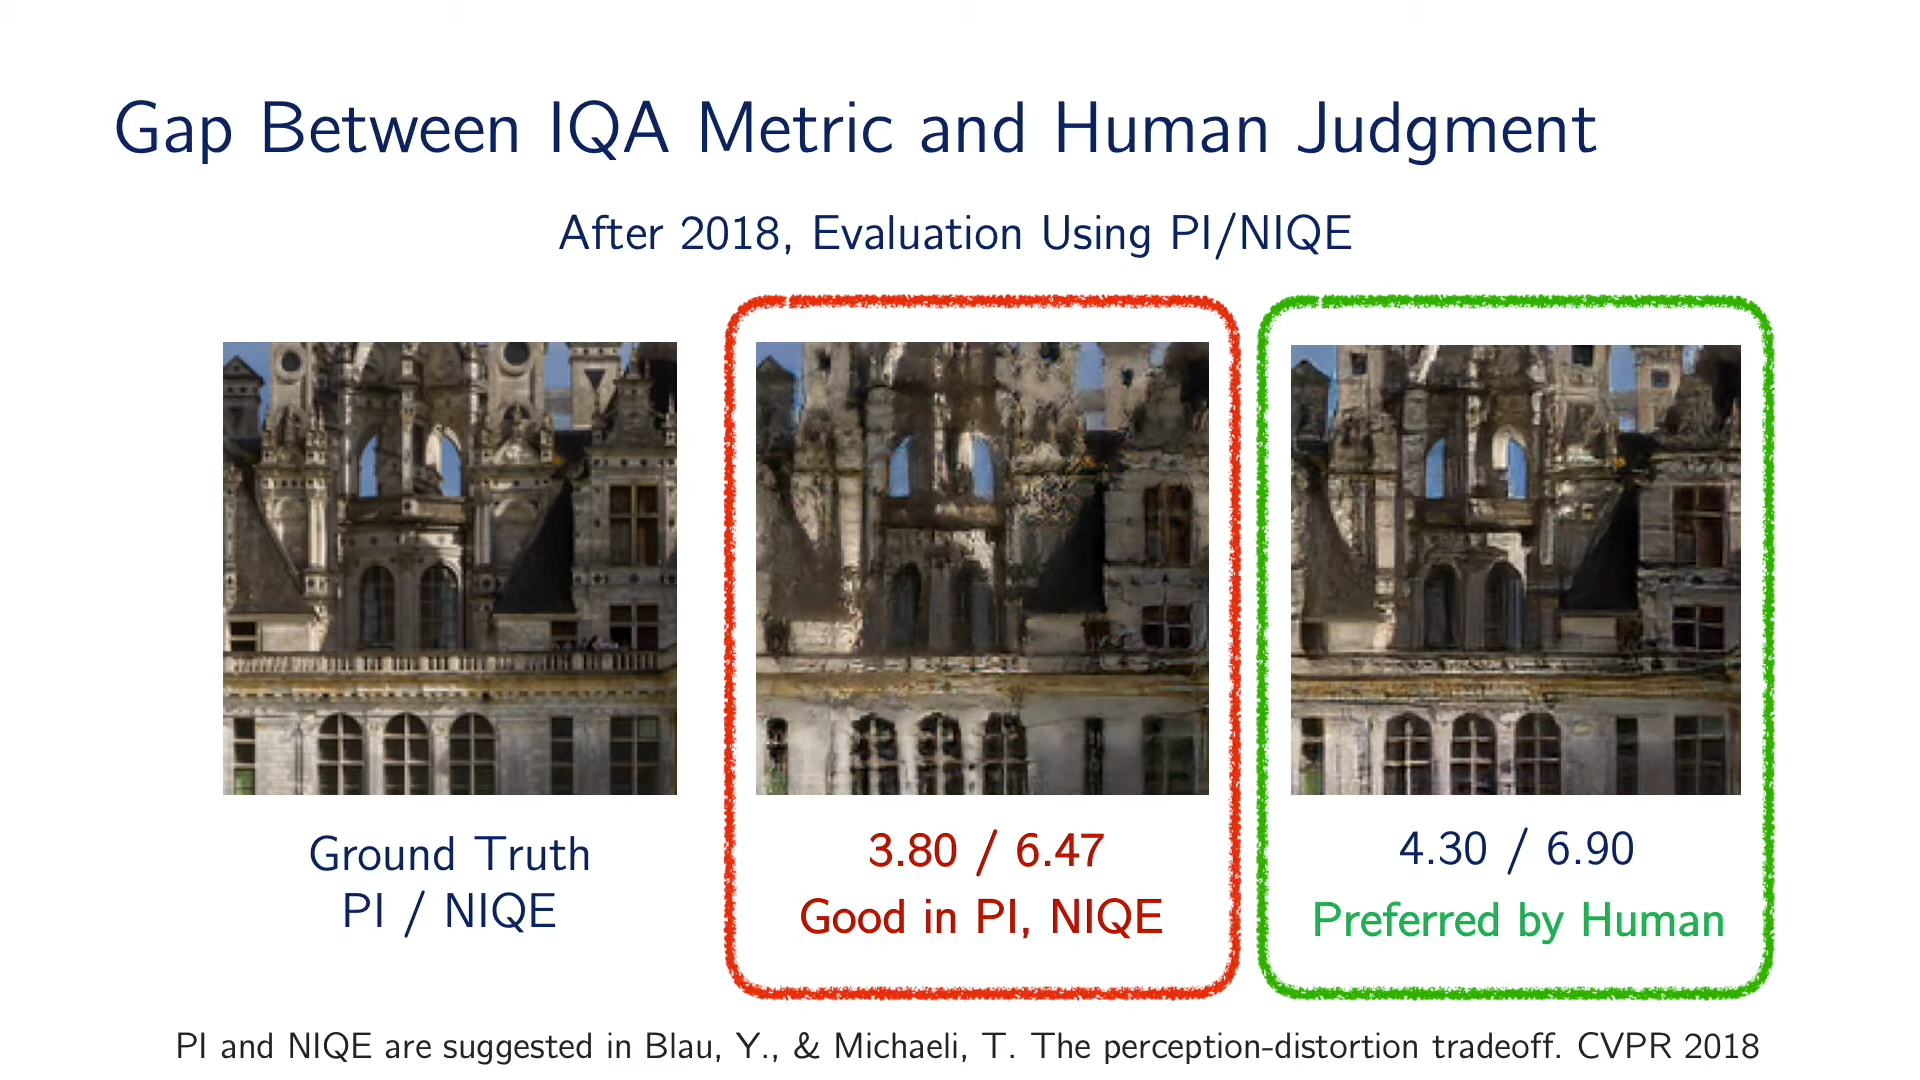 Gap Between IQA Metric and Human Judgment
After 2018, Evaluation Using PI/NIQE
Ground Truth
PI / NIQE
3.80 / 6.47
Good in PI, NIQE
4.30 / 6.90
Preferred by Human
PI and NIQE are suggested in Blau, Y., & Michaeli, T. The perception-distortion tradeoff. CVPR 2018